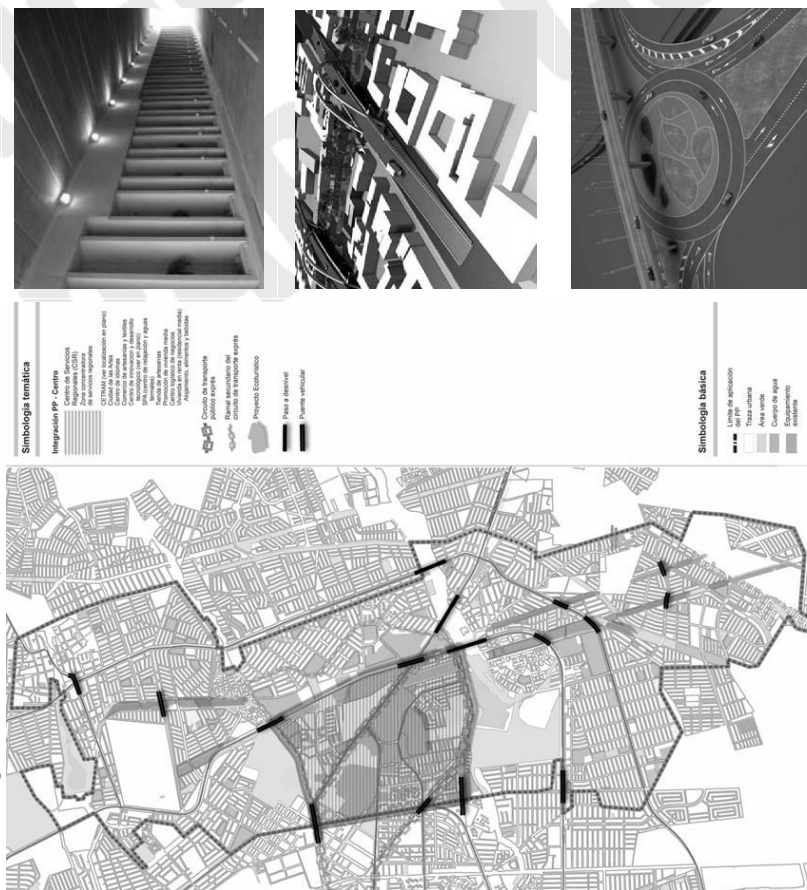 Simbología temática
Integración PP - Centro
Centro de Servicios
Regionales (CSR)
Zona concentradora
de servicios regionales:
CETRAM (ver localización en plano)
Ciudad de las Artes
Centro de idiomas
Comercio de artesanías y textiles
Centro de innovación y desarrollo
tecnológico (ver en plano)
SPA (centro de relajación y aguas
termales)
Tienda de artesanías
Promoción de vivienda media
Centro logístico de negocios
Vivienda en renta (residencial media)
Alojamiento, alimentos y bebidas
Circuito de transporte
público exprés
Ramal secundario del
circuito de transporte exprés
Proyecto Ecoturístico
Paso a desnivel
Puente vehicular
Simbología básica
Límite de aplicación
del PP
Traza urbana
Área verde
Cuerpo de agua
Equipamiento
existente